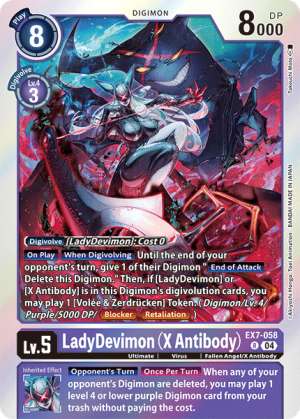 DIGIMON
Play
8
8000
DP
Digivolve
Lv.4
3
Digivolve [LadyDevimon]: Cost 0
On Play When Digivolving Until the end of your
opponent's turn, give 1 of their Digimon "End of Attack
Delete this Digimon." Then, if [LadyDevimon] or
[X Antibody] is in this Digimon's digivolution cards, you
may play 1 [Volée & Zerdrücken] Token. (Digimon/Lv.4/
Purple/5000 DP/ Blocker Retaliation )
EX7-058
Lv.5
LadyDevimon (X Antibody)
R 04
Ultimate | Virus | Fallen Angel/X Antibody
Inherited Effect
Opponent's Turn Once Per Turn When any of your
opponent's Digimon are deleted, you may play 1
level 4 or lower purple Digimon card from your
trash without paying the cost.